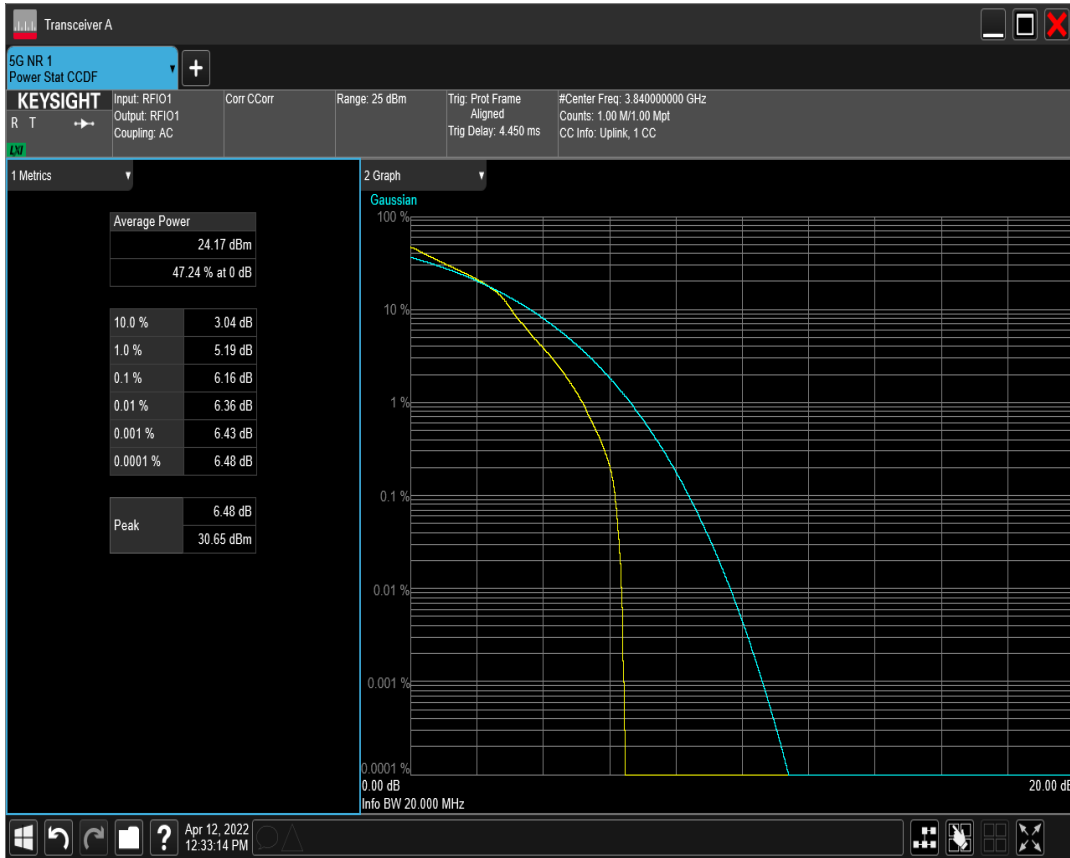 Transceiver A
5G NR 1
Power Stat CCDF
KEYSIGHT
R T
LXI
Input: RFIO1
Output: RFIO1
Coupling: AC
Corr CCorr
Range: 25 dBm
Trig: Prot Frame
Aligned
Trig Delay: 4.450 ms
#Center Freq: 3.840000000 GHz
Counts: 1.00 M/1.00 Mpt
CC Info: Uplink, 1 CC
1 Metrics
Average Power
24.17 dBm
47.24 % at 0 dB
10.0 % 3.04 dB
1.0 % 5.19 dB
0.1 % 6.16 dB
0.01 % 6.36 dB
0.001 % 6.43 dB
0.0001 % 6.48 dB
Peak
6.48 dB
30.65 dBm
2 Graph
Gaussian
100 %
10 %
1 %
0.1 %
0.01 %
0.001 %
0.0001 %
0.00 dB 20.00 dB
Info BW 20.000 MHz
Apr 12, 2022
12:33:14 PM